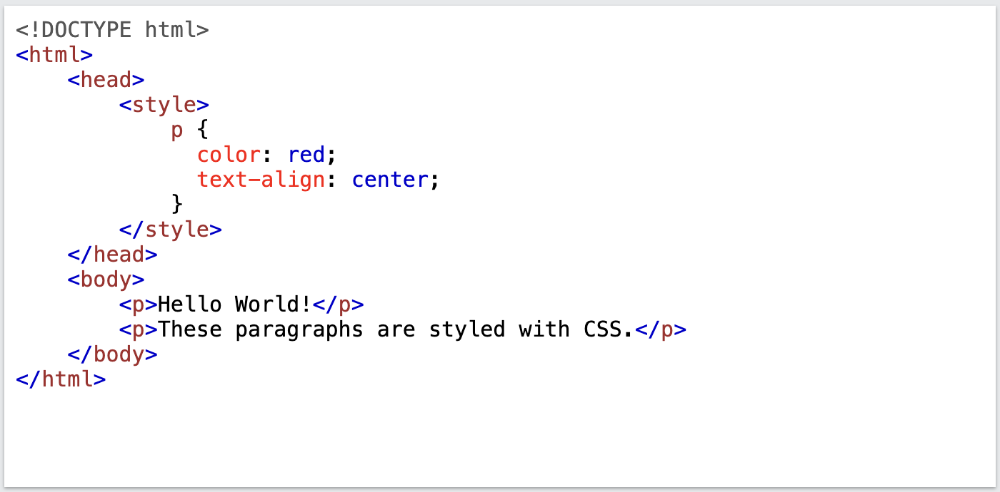 <!DOCTYPE html>
<html>
    <head>
        <style>
            p {
              color: red;
              text-align: center;
            }
        </style>
    </head>
    <body>
        <p>Hello World!</p>
        <p>These paragraphs are styled with CSS.</p>
    </body>
</html>